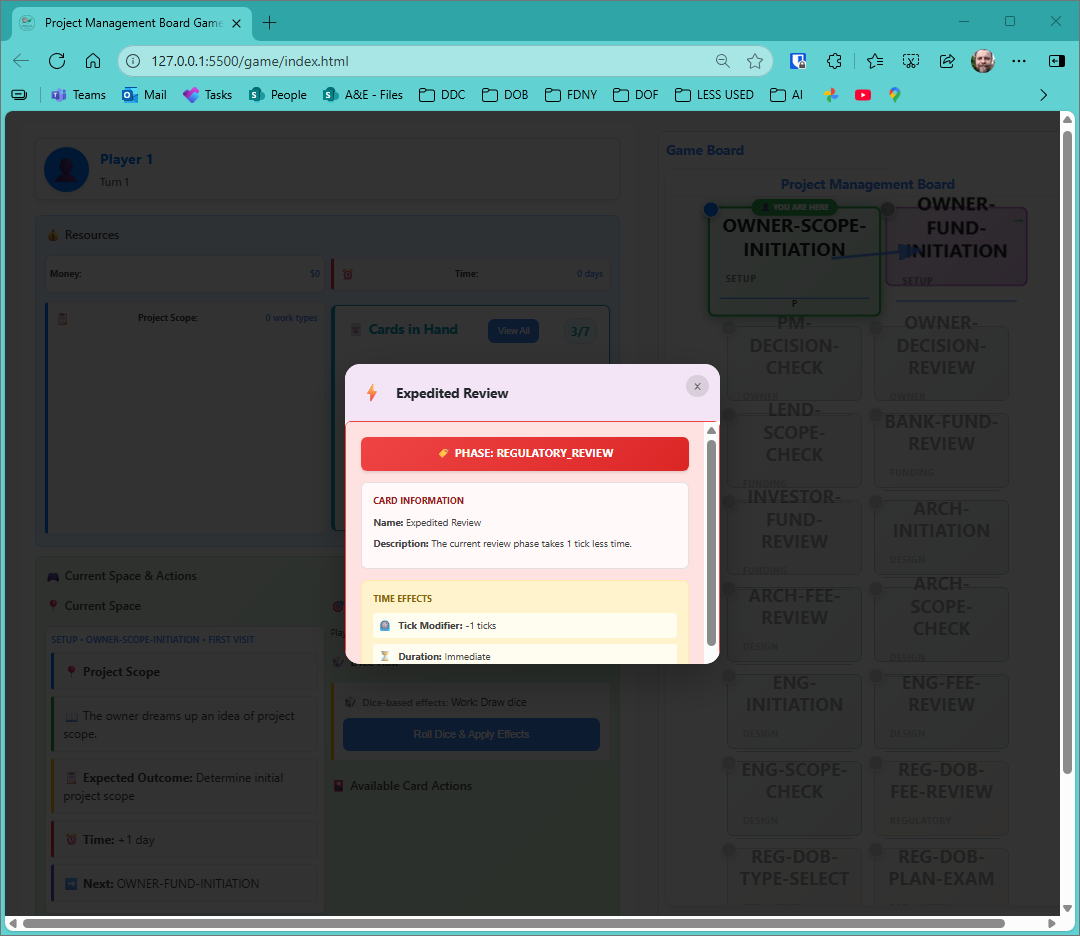 Project Management Board Game
127.0.0.1:5500/game/index.html
Teams
Mail
Tasks
People
A&E - Files
DDC
DOB
FDNY
DOF
LESS USED
AI
Player 1
Turn 1
Resources
Money:
$0
Time:
0 days
Project Scope:
0 work types
Cards in Hand
View All
3/7
Expedited Review
PHASE: REGULATORY_REVIEW
CARD INFORMATION
Name: Expedited Review
Description: The current review phase takes 1 tick less time.
TIME EFFECTS
Tick Modifier: -1 ticks
Duration: Immediate
Current Space & Actions
Current Space
SETUP • OWNER-SCOPE-INITIATION • FIRST VISIT
Project Scope
The owner dreams up an idea of project
scope.
Expected Outcome: Determine initial
project scope
Time: +1 day
Next: OWNER-FUND-INITIATION
Dice-based effects: Work: Draw dice
Roll Dice & Apply Effects
Available Card Actions
Game Board
Project Management Board
YOU ARE HERE
OWNER-SCOPE-
INITIATION
SETUP
P
OWNER-
FUND-
INITIATION
SETUP
PM-
DECISION-
CHECK
OWNER
OWNER-
DECISION-
REVIEW
OWNER
LEND-
SCOPE-
CHECK
FUNDING
BANK-FUND-
REVIEW
FUNDING
INVESTOR-
FUND-
REVIEW
FUNDING
ARCH-
INITIATION
DESIGN
ARCH-FEE-
REVIEW
DESIGN
ARCH-
SCOPE-
CHECK
DESIGN
ENG-
INITIATION
DESIGN
ENG-FEE-
REVIEW
DESIGN
ENG-SCOPE-
CHECK
DESIGN
REG-DOB-
FEE-REVIEW
REGULATORY
REG-DOB-
TYPE-SELECT
REG-DOB-
PLAN-EXAM